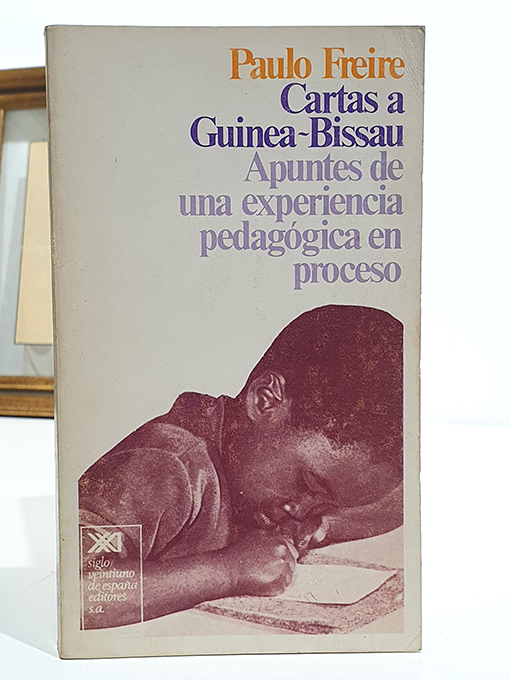 Paulo Freire
Cartas a
Guinea-Bissau
Apuntes de
una experiencia
pedagógica en
proceso
XXI
siglo
veintiuno
de españa
editores
s.a.